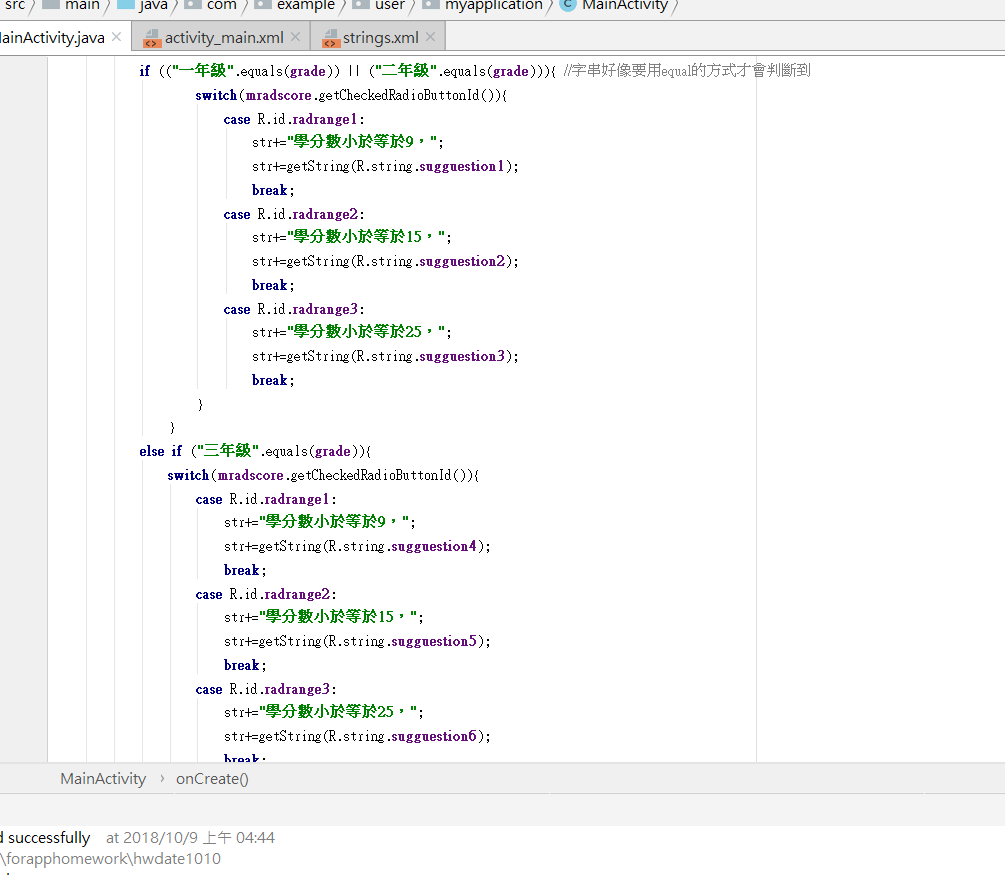 src main java com example user myapplication MainActivity
MainActivity.java activity_main.xml strings.xml
if (("一年級".equals(grade)) || ("二年級".equals(grade))){ //字串好像要用equal的方式才會判斷到
switch(mradscore.getCheckedRadioButtonId()){
case R.id.radrange1:
str+="學分數小於等於9，";
str+=getString(R.string.sugguestion1);
break;
case R.id.radrange2:
str+="學分數小於等於15，";
str+=getString(R.string.sugguestion2);
break;
case R.id.radrange3:
str+="學分數小於等於25，";
str+=getString(R.string.sugguestion3);
break;
}
}
else if ("三年級".equals(grade)){
switch(mradscore.getCheckedRadioButtonId()){
case R.id.radrange1:
str+="學分數小於等於9，";
str+=getString(R.string.sugguestion4);
break;
case R.id.radrange2:
str+="學分數小於等於15，";
str+=getString(R.string.sugguestion5);
break;
case R.id.radrange3:
str+="學分數小於等於25，";
str+=getString(R.string.sugguestion6);
break;
MainActivity › onCreate()
d successfully at 2018/10/9 上午 04:44
\forapphomework\hwdate1010